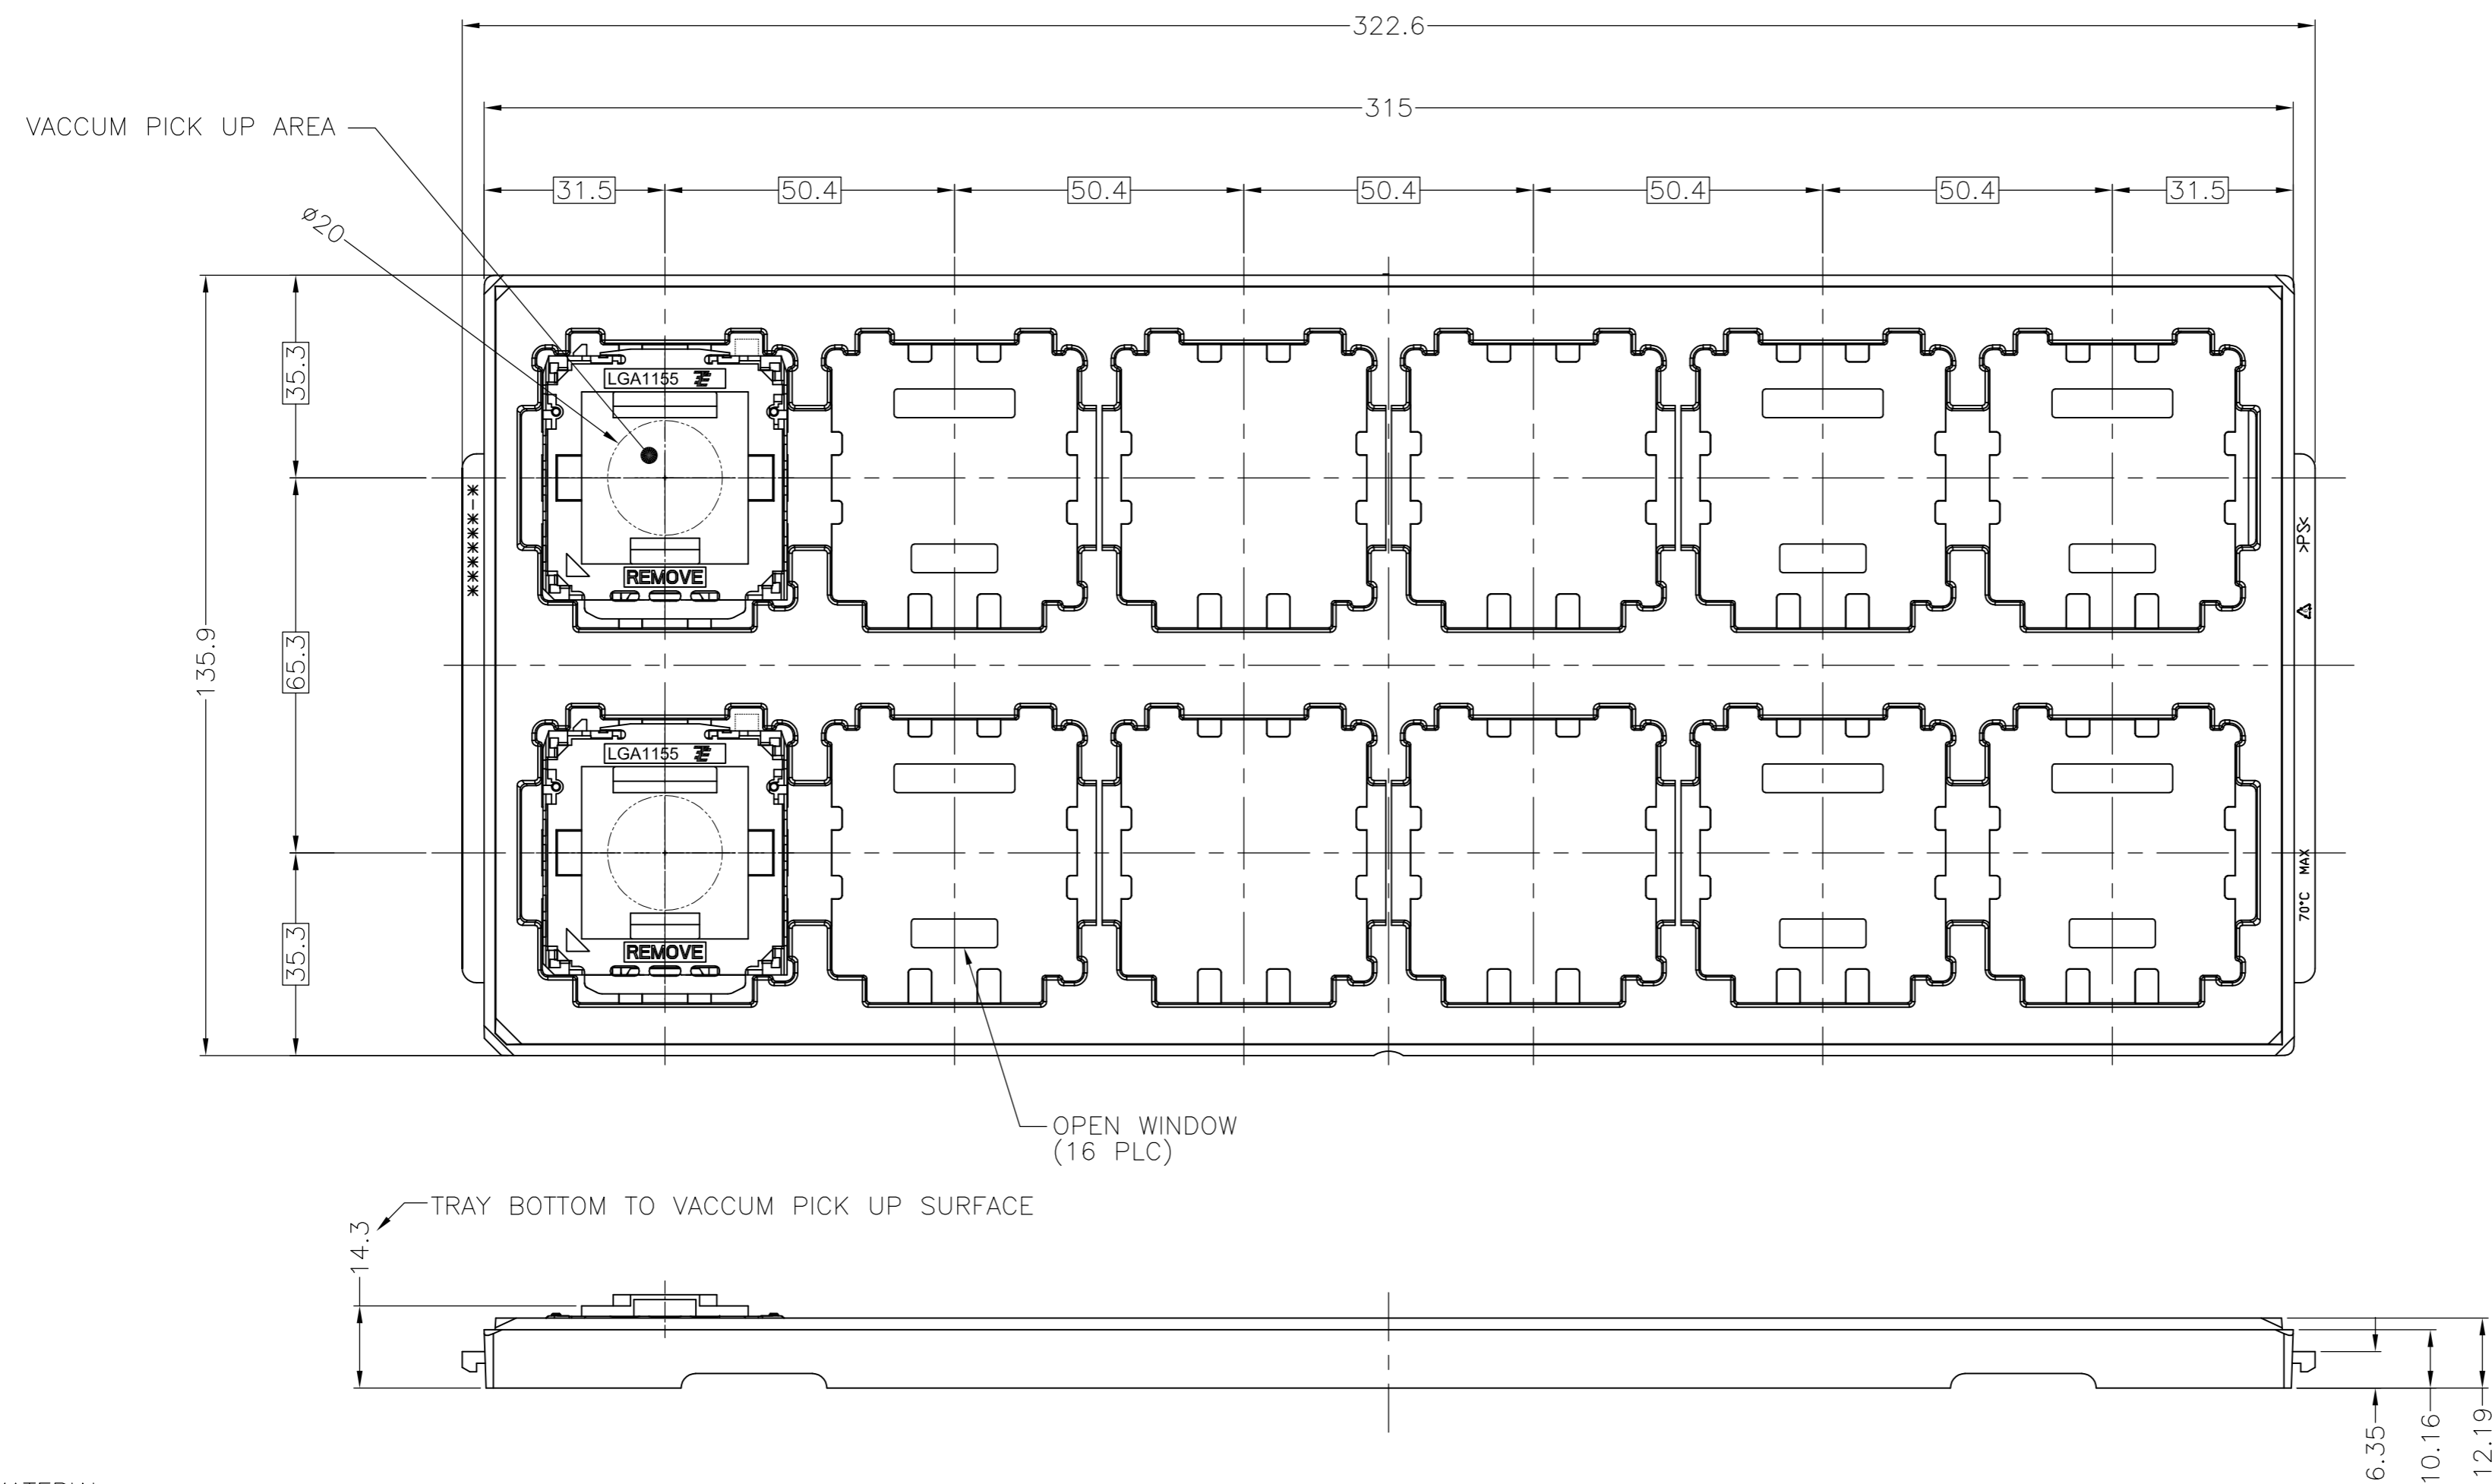 322.6
315
VACCUM PICK UP AREA
31.5
50.4
50.4
50.4
50.4
50.4
31.5
⌀20
35.3
65.3
35.3
135.9
LGA1155
REMOVE
LGA1155
REMOVE
*-*******
>PS<
70°C MAX
OPEN WINDOW
(16 PLC)
TRAY BOTTOM TO VACCUM PICK UP SURFACE
14.3
6.35
10.16
12.19